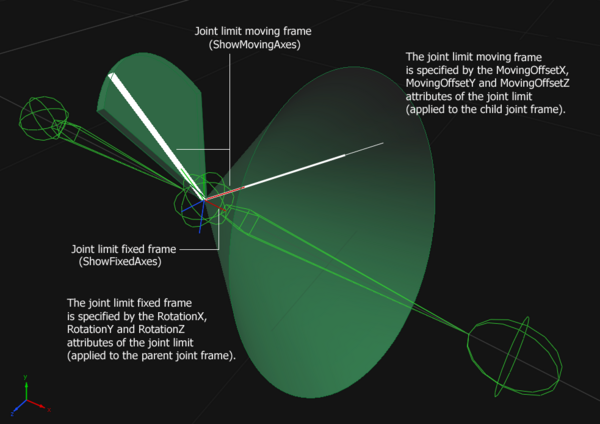 Joint limit moving frame
(ShowMovingAxes)
The joint limit moving frame
is specified by the MovingOffsetX,
MovingOffsetY and MovingOffsetZ
attributes of the joint limit
(applied to the child joint frame).
Joint limit fixed frame
(ShowFixedAxes)
The joint limit fixed frame
is specified by the RotationX,
RotationY and RotationZ
attributes of the joint limit
(applied to the parent joint frame).
Y
Z
X